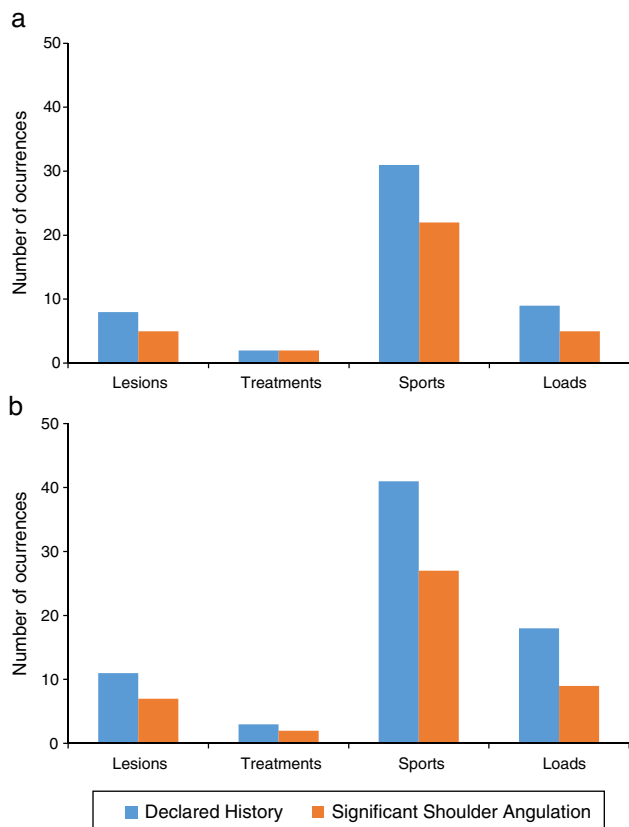 a
50
40
30
20
10
0
Number of ocurrences
Lesions Treatments Sports Loads
b
50
40
30
20
10
0
Number of ocurrences
Lesions Treatments Sports Loads
Declared History Significant Shoulder Angulation